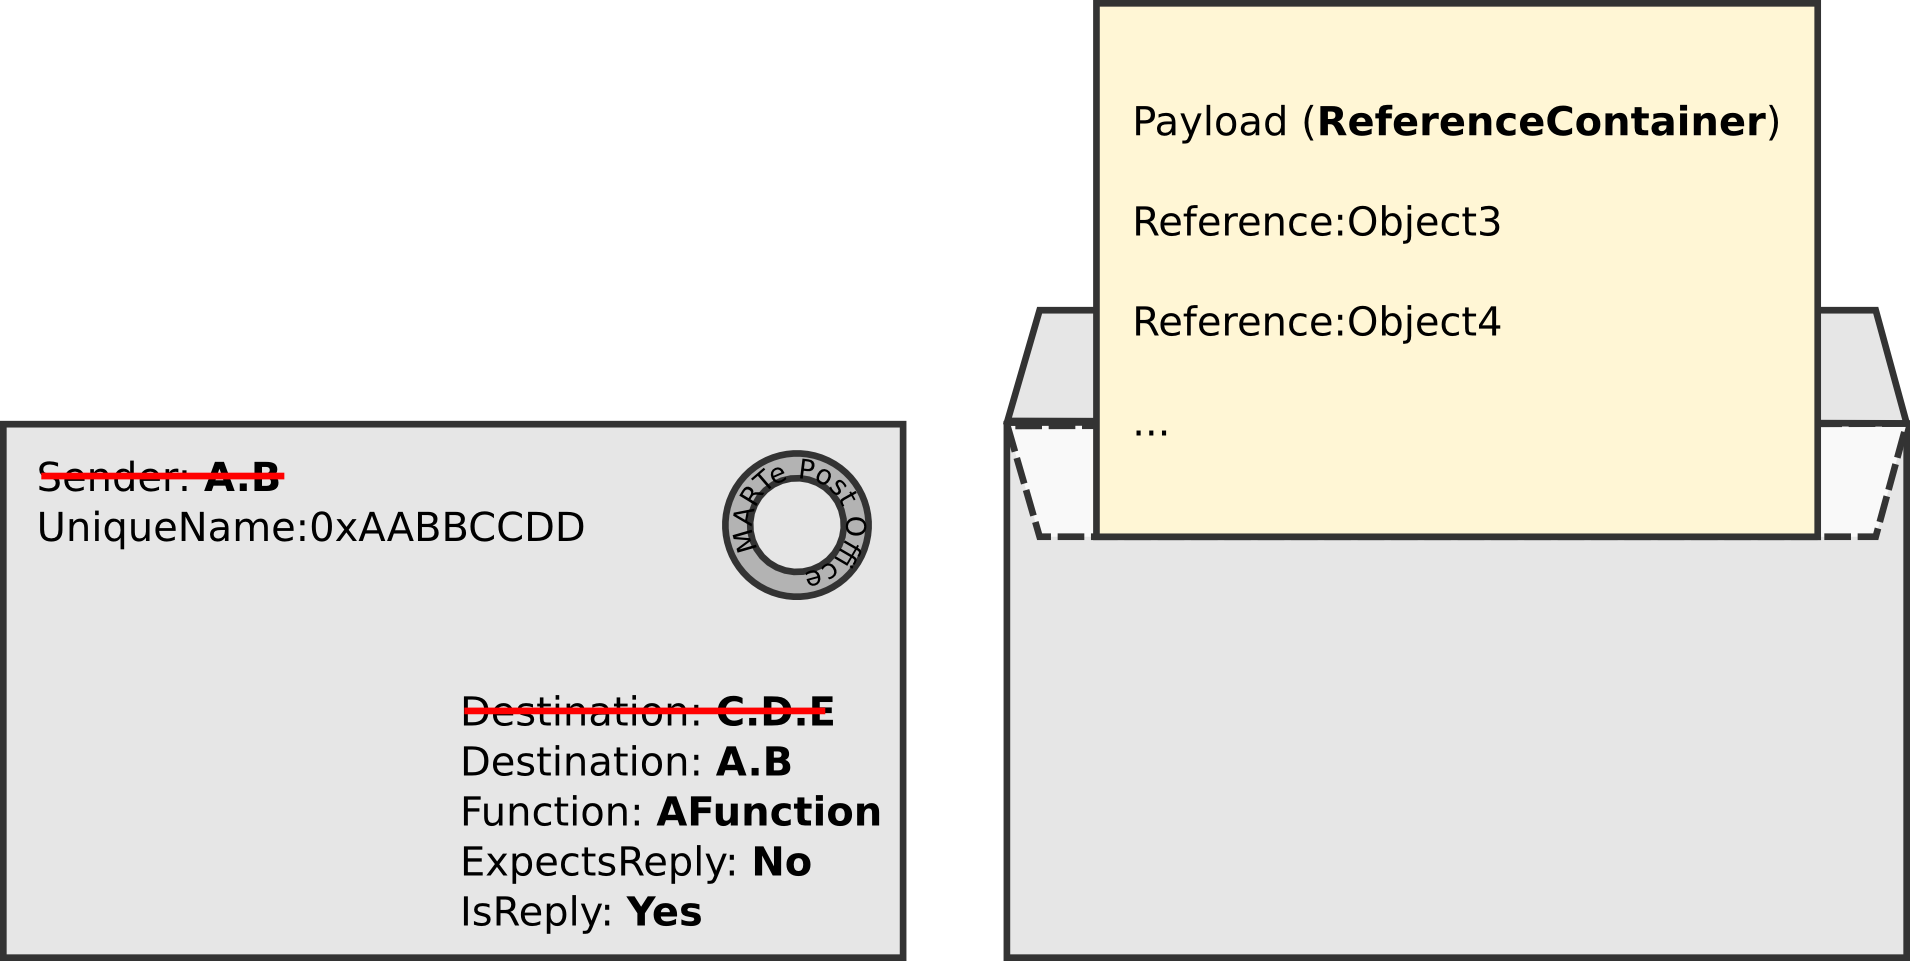 Payload (ReferenceContainer)
Reference:Object3
Reference:Object4
...
Sender: A.B
UniqueName:0xAABBCCDD
MARTe Post Office
Destination: C.D.E
Destination: A.B
Function: AFunction
ExpectsReply: No
IsReply: Yes